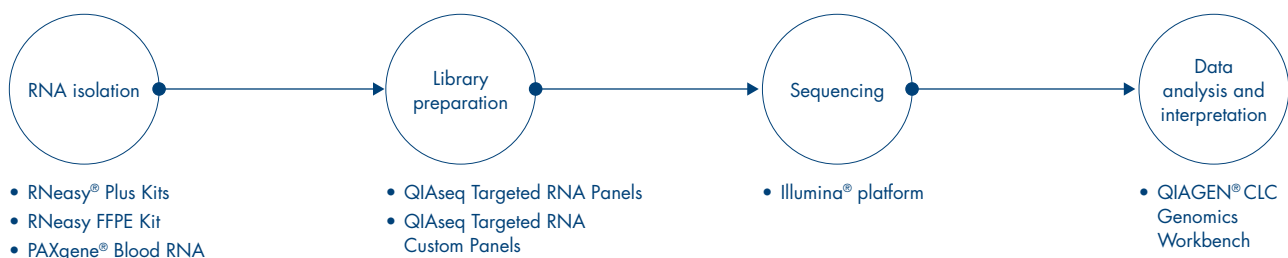 RNA isolation
Library
preparation
Sequencing
Data
analysis and
interpretation
• RNeasy® Plus Kits
• RNeasy FFPE Kit
• PAXgene® Blood RNA
• QIAseq Targeted RNA Panels
• QIAseq Targeted RNA
Custom Panels
• Illumina® platform
• QIAGEN® CLC
Genomics
Workbench